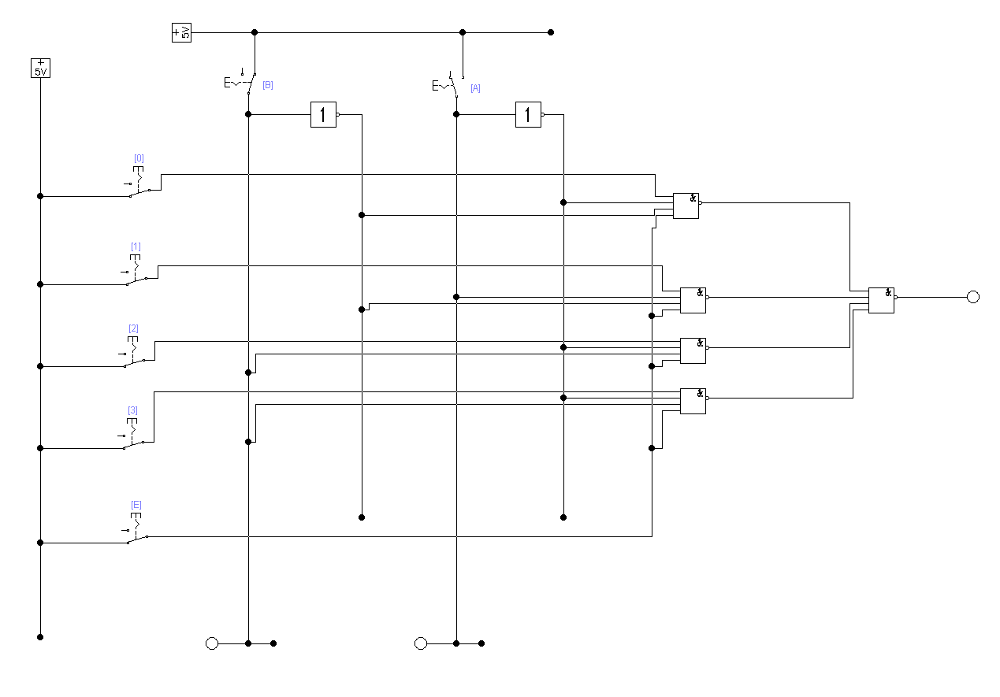 + 5V
+
5V
[B]
[A]
1
1
[0]
&
[1]
&
&
[2]
&
[3]
&
[E]